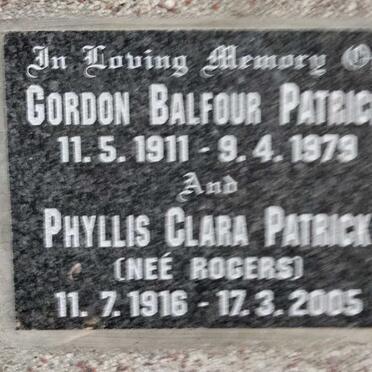 In Loving Memory O
GORDON BALFOUR PATRIC
11. 5. 1911 - 9. 4. 1979
And
PHYLLIS CLARA PATRICK
(NEÉ ROGERS)
11. 7. 1916 - 17. 3. 2005